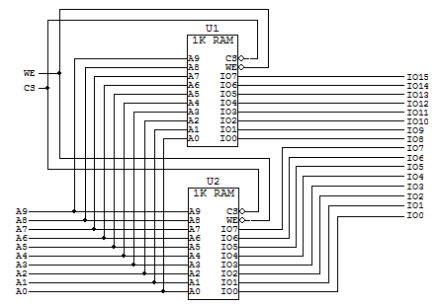 U1
1K RAM
A9 CS
A8 WE
WE A7 IO7 IO15
A6 IO6 IO14
CS A5 IO5 IO13
A4 IO4 IO12
A3 IO3 IO11
A2 IO2 IO10
A1 IO1 IO9
A0 IO0 IO8
IO7
IO6
U2 IO5
1K RAM IO4
IO3
A9 A9 CS IO2
A8 A8 WE IO1
A7 A7 IO7 IO0
A6 A6 IO6
A5 A5 IO5
A4 A4 IO4
A3 A3 IO3
A2 A2 IO2
A1 A1 IO1
A0 A0 IO0